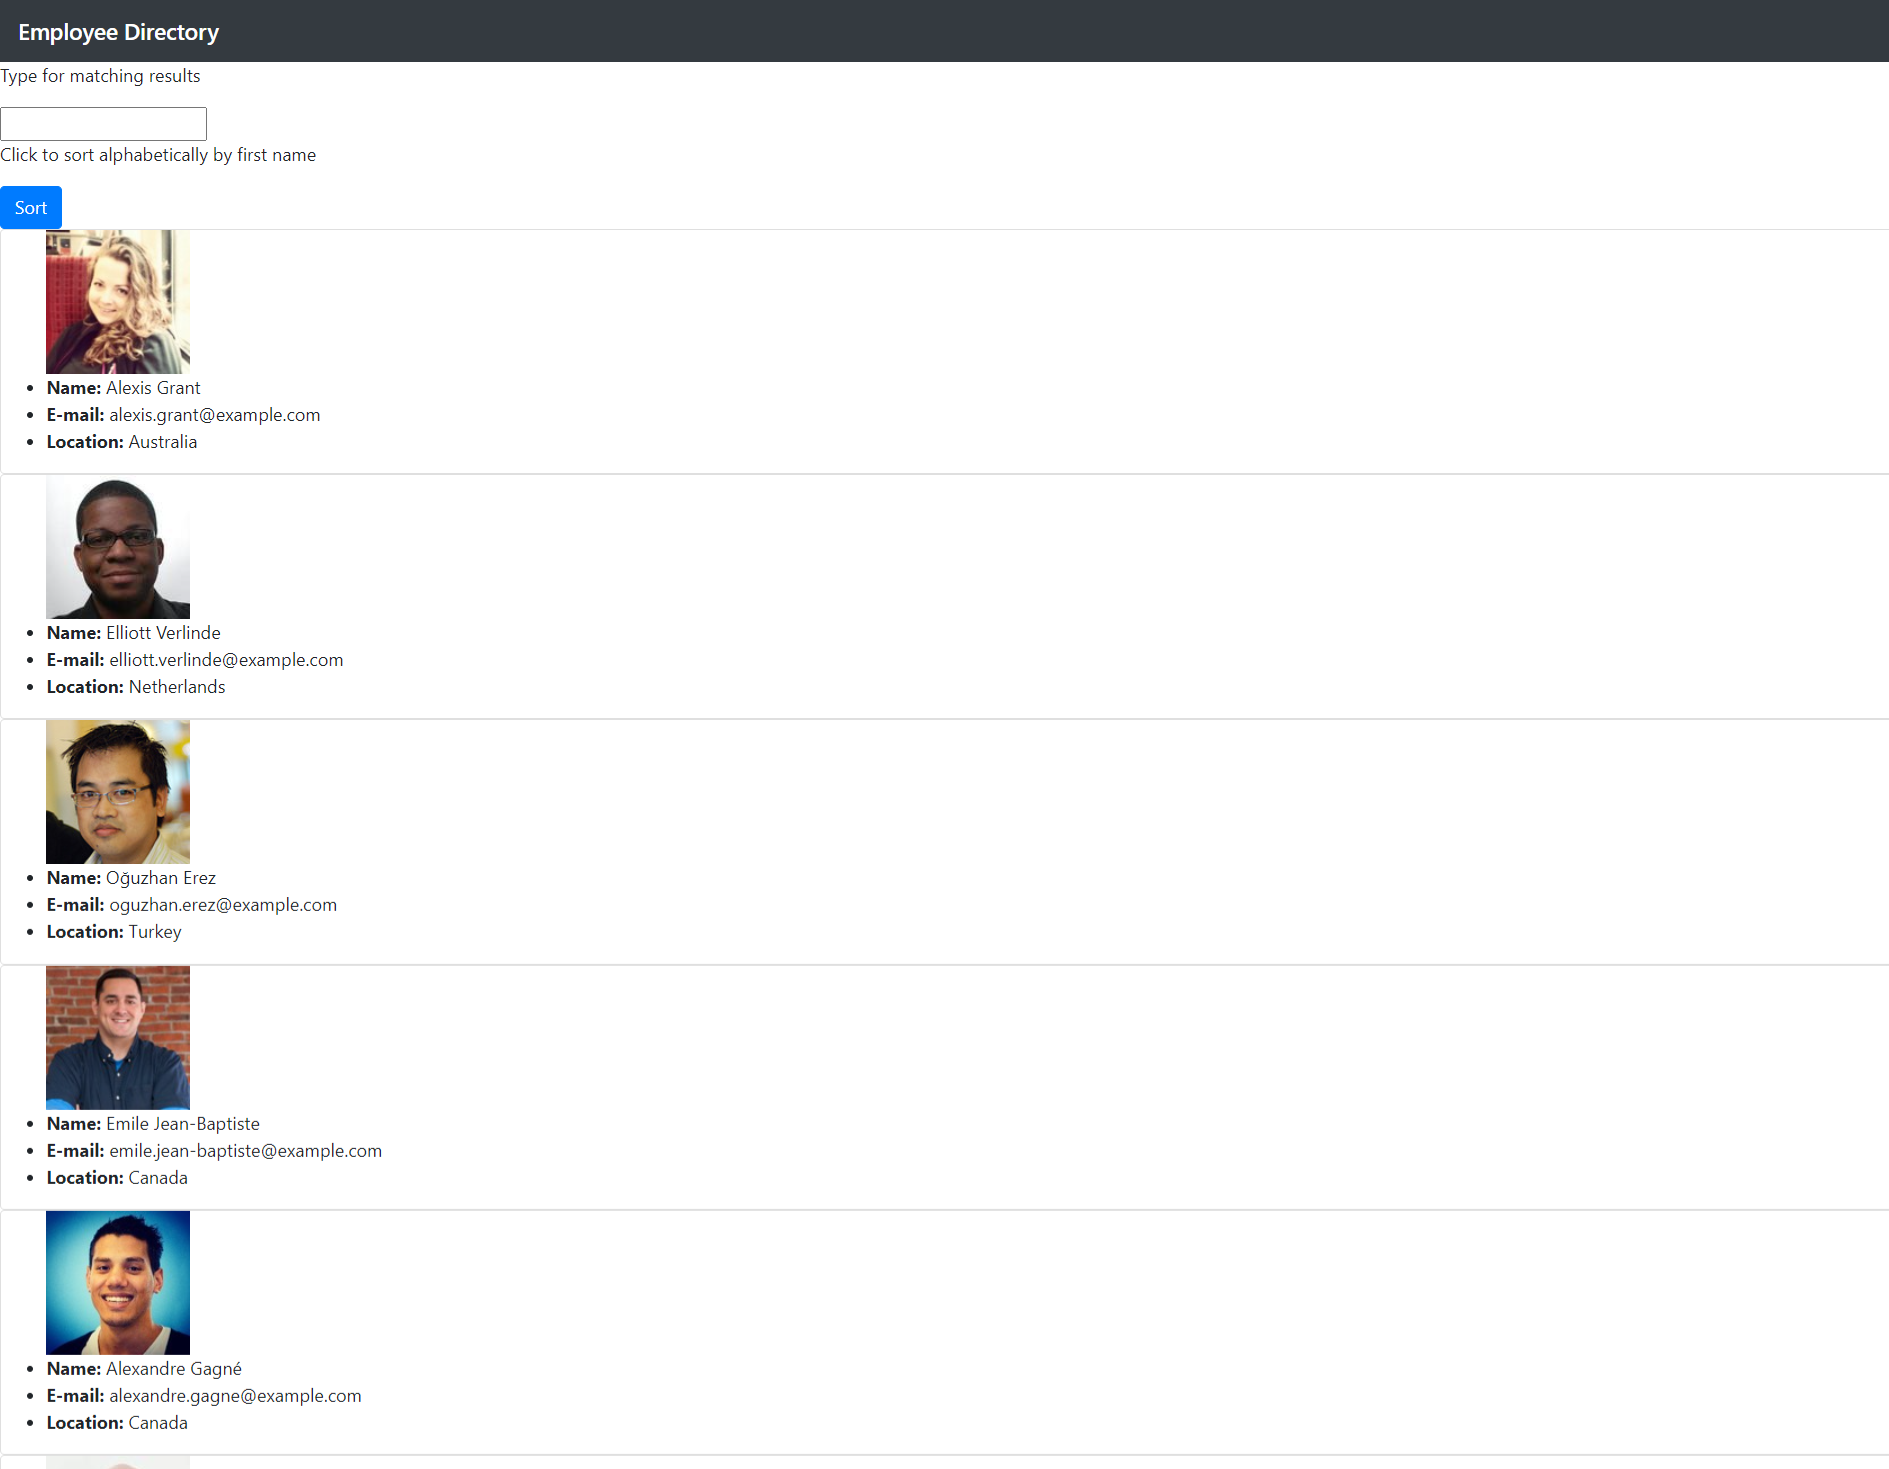 Employee Directory
Type for matching results
Click to sort alphabetically by first name
Sort
Name: Alexis Grant
E-mail: alexis.grant@example.com
Location: Australia
Name: Elliott Verlinde
E-mail: elliott.verlinde@example.com
Location: Netherlands
Name: Oğuzhan Erez
E-mail: oguzhan.erez@example.com
Location: Turkey
Name: Emile Jean-Baptiste
E-mail: emile.jean-baptiste@example.com
Location: Canada
Name: Alexandre Gagné
E-mail: alexandre.gagne@example.com
Location: Canada